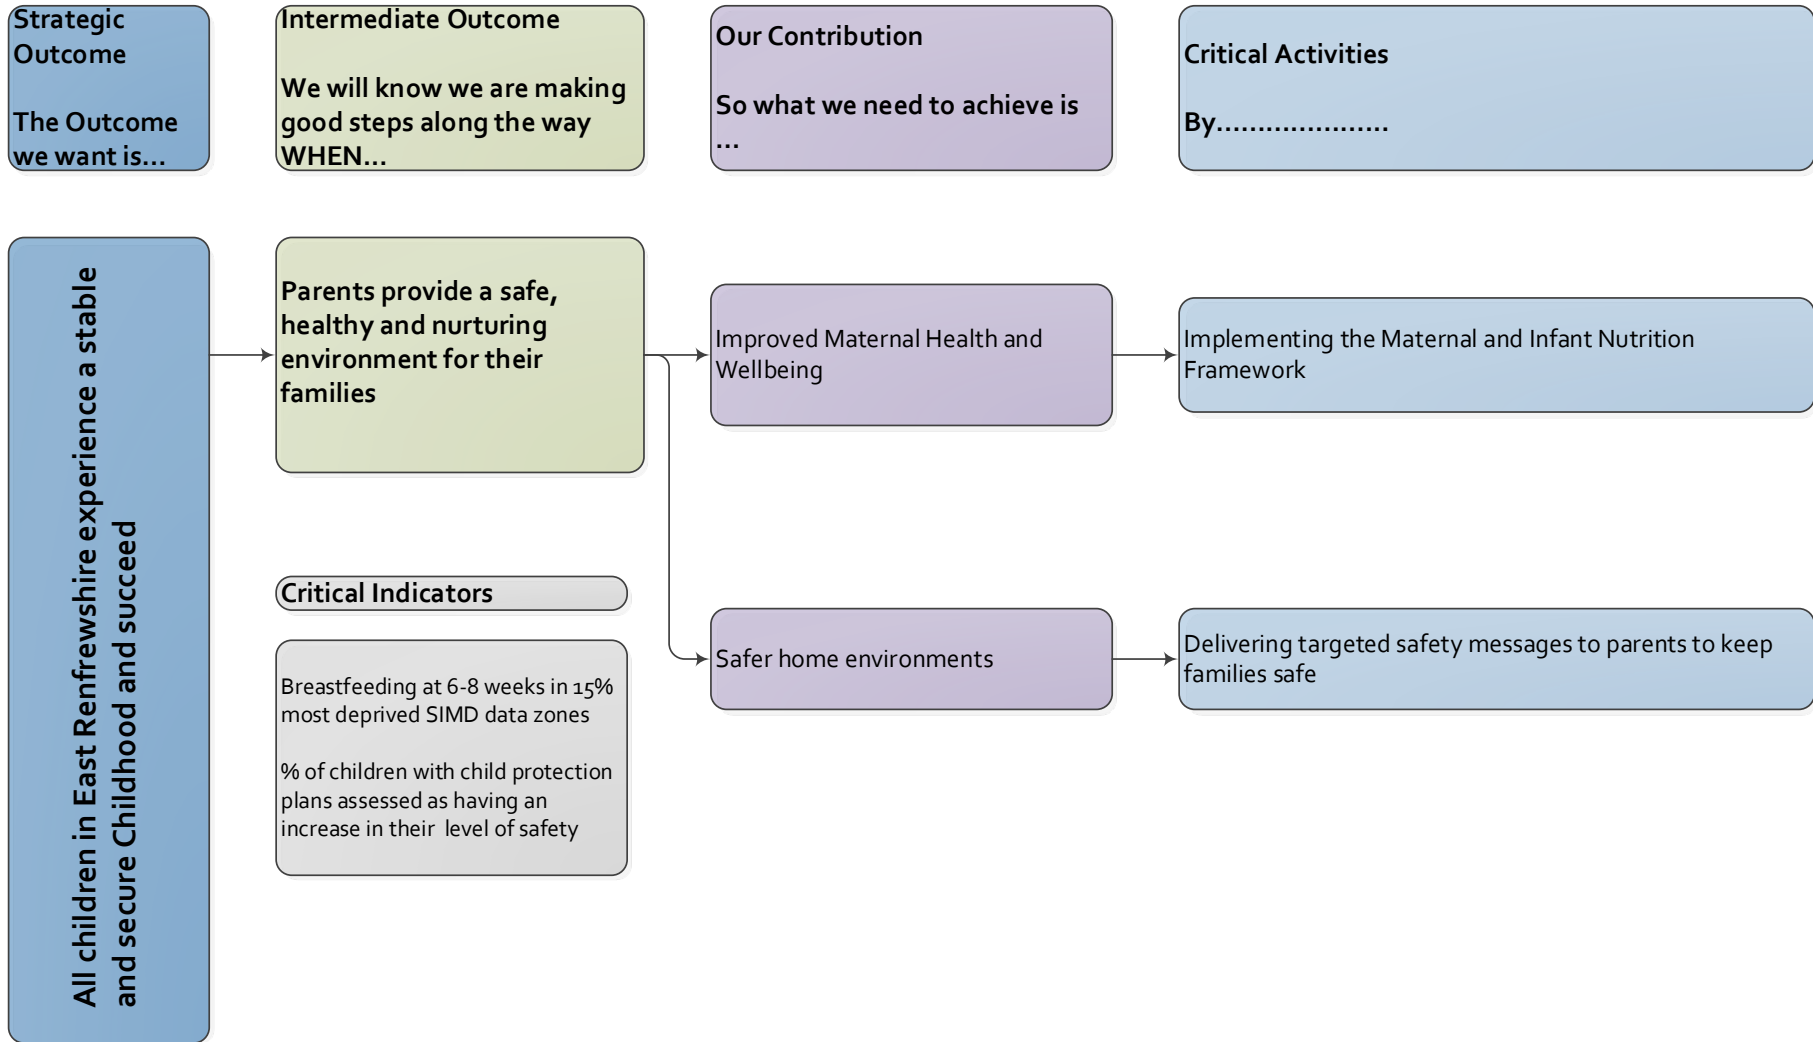 Strategic
Outcome
The Outcome
we want is...
Intermediate Outcome
We will know we are making
good steps along the way
WHEN...
Our Contribution
So what we need to achieve is
...
Critical Activities
By.....................
All children in East Renfrewshire experience a stable
and secure Childhood and succeed
Parents provide a safe,
healthy and nurturing
environment for their
families
Improved Maternal Health and
Wellbeing
Implementing the Maternal and Infant Nutrition
Framework
Critical Indicators
Breastfeeding at 6-8 weeks in 15%
most deprived SIMD data zones
% of children with child protection
plans assessed as having an
increase in their level of safety
Safer home environments
Delivering targeted safety messages to parents to keep
families safe